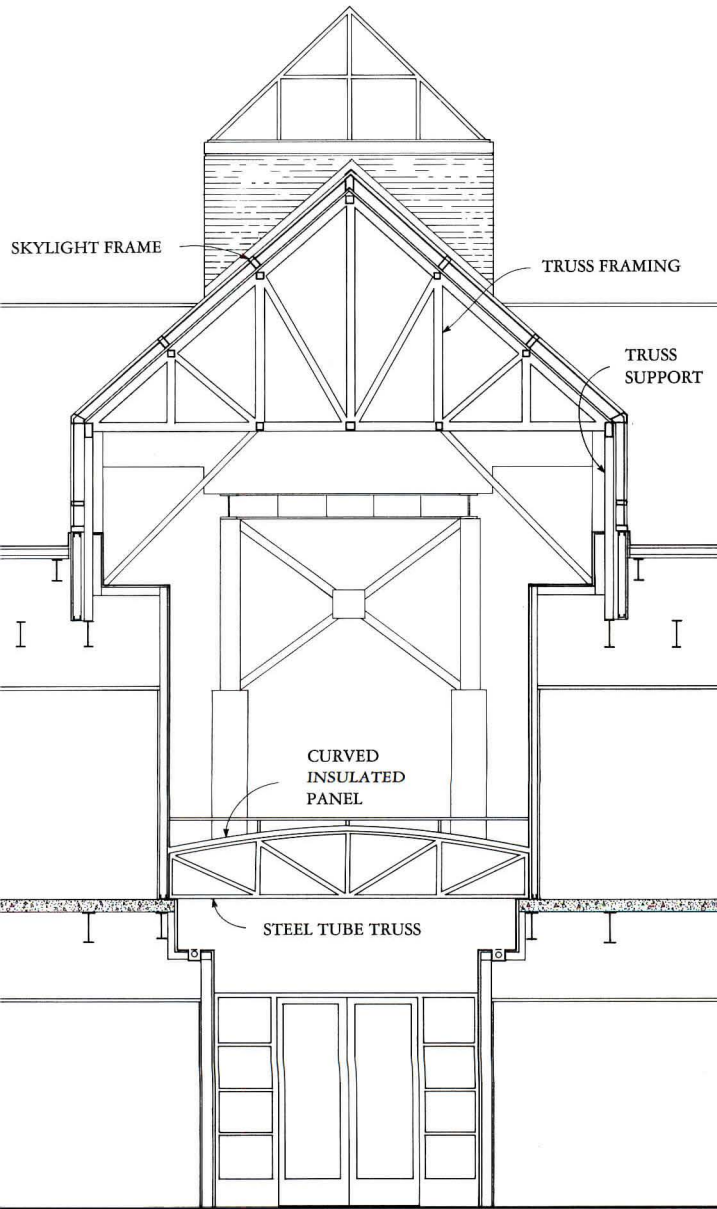 SKYLIGHT FRAME
TRUSS FRAMING
TRUSS
SUPPORT
CURVED
INSULATED
PANEL
STEEL TUBE TRUSS